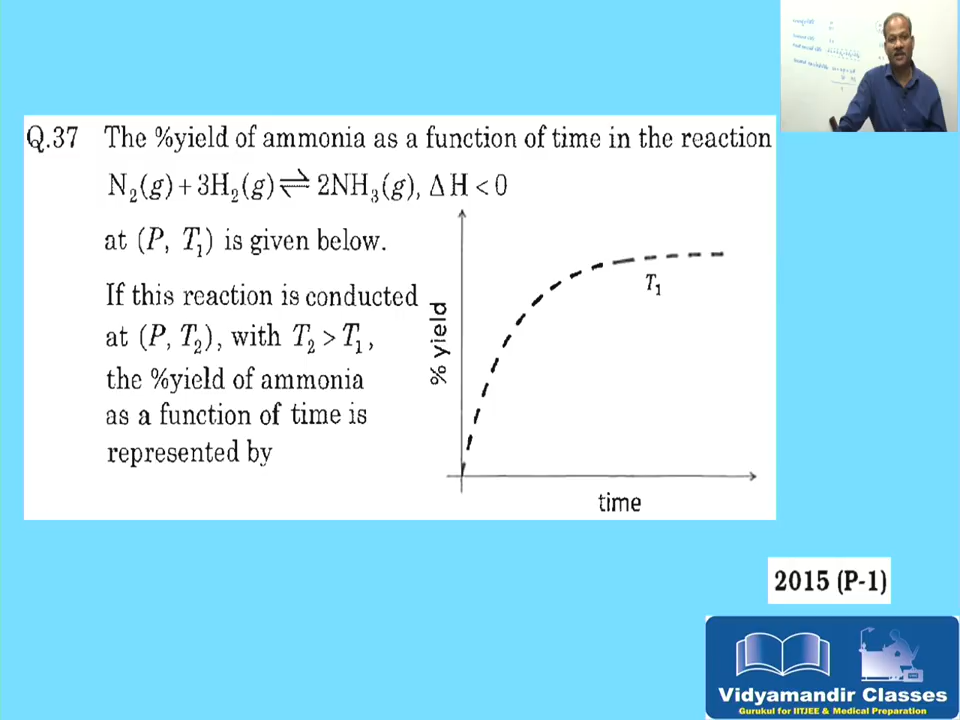 Q.37 The %yield of ammonia as a function of time in the reaction
N₂(g) + 3H₂(g) ⇌ 2NH₃(g), ΔH < 0
at (P, T₁) is given below.
If this reaction is conducted
at (P, T₂), with T₂ > T₁,
the %yield of ammonia
as a function of time is
represented by
% yield
T₁
time
2015 (P-1)
Vidyamandir Classes
Gurukul for IITJEE & Medical Preparation